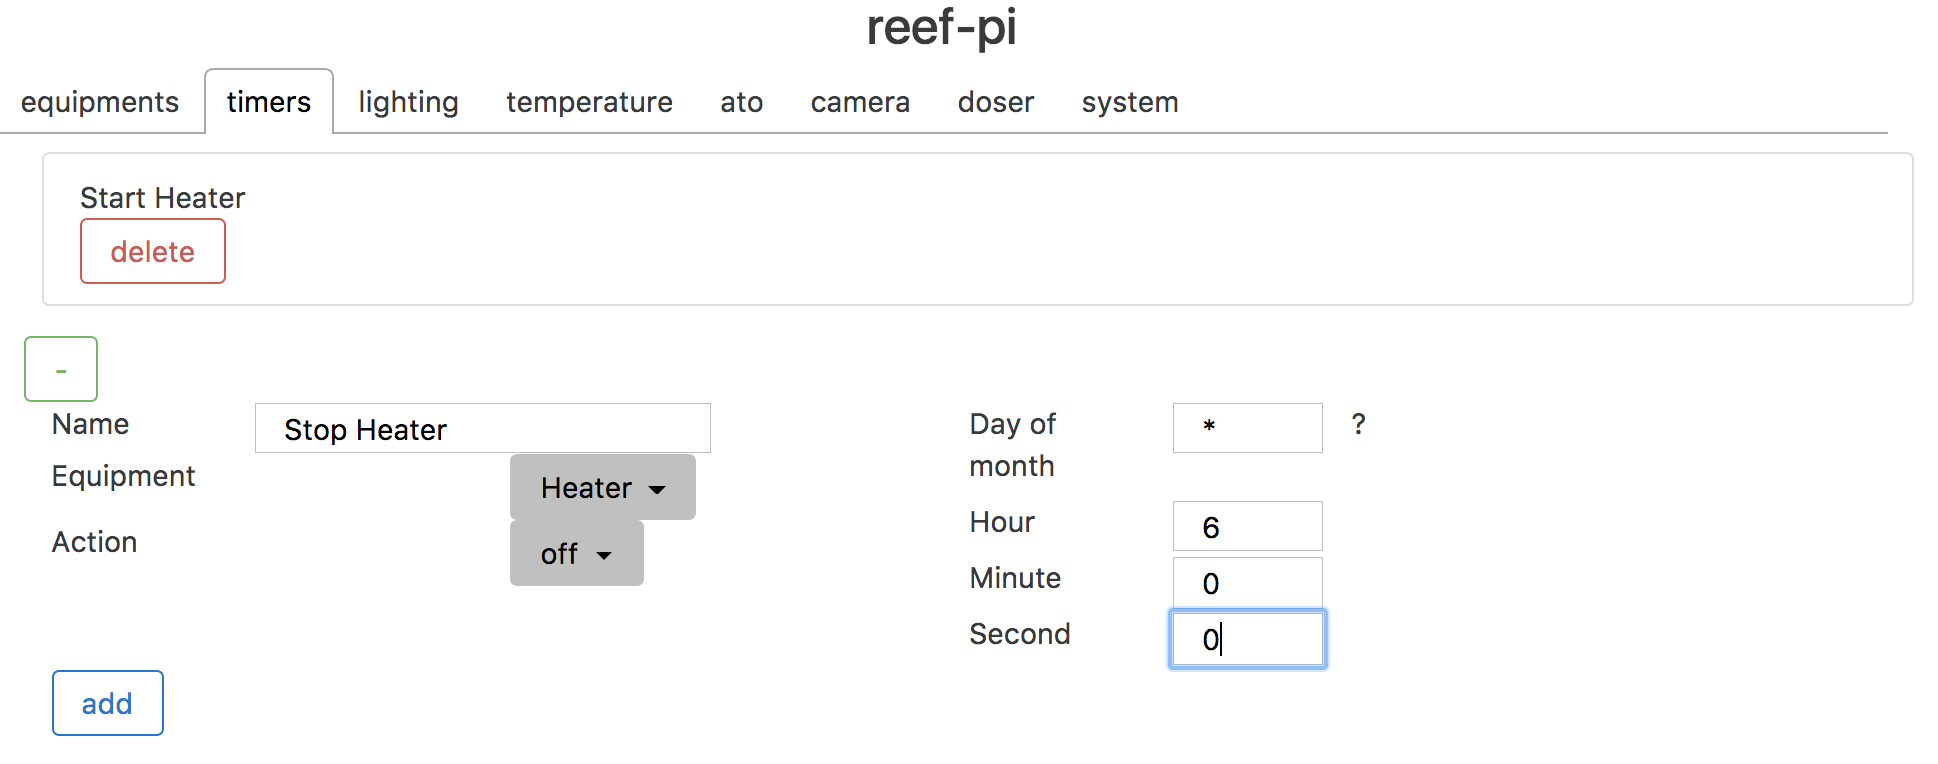 reef-pi
equipments timers lighting temperature ato camera doser system
Start Heater
delete
-
Name Stop Heater
Equipment Heater
Action off
Day of month * ?
Hour 6
Minute 0
Second 0
add